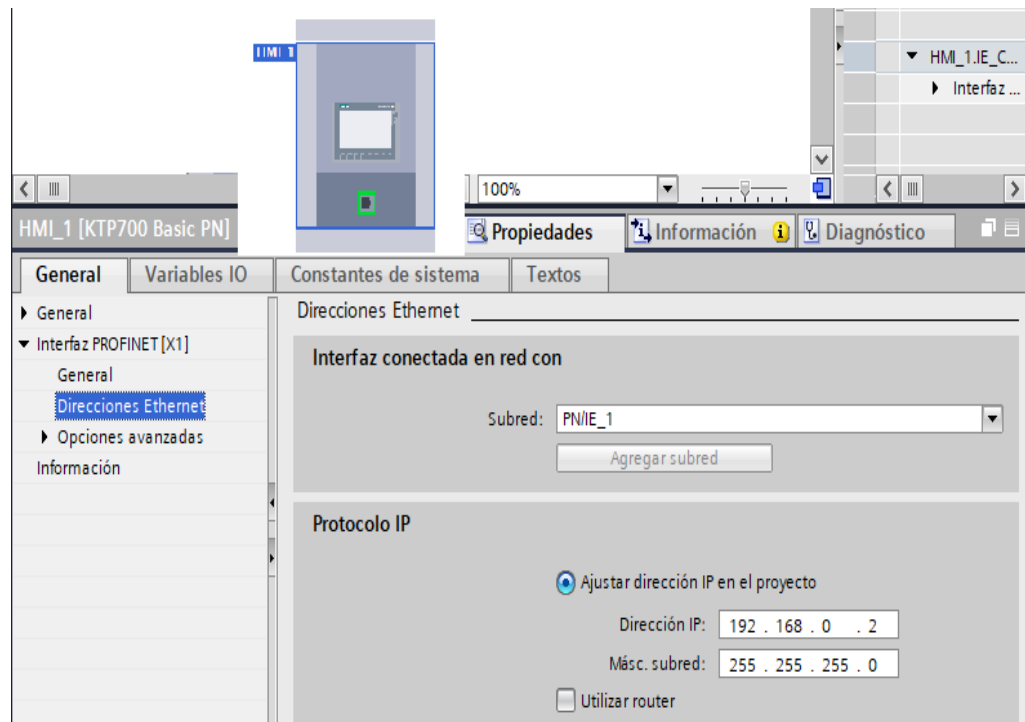 HMI_1
HMI_1.IE_C...
Interfaz ...
100%
HMI_1 [KTP700 Basic PN]
Propiedades
Información
Diagnóstico
General
Variables IO
Constantes de sistema
Textos
General
Interfaz PROFINET [X1]
General
Direcciones Ethernet
Opciones avanzadas
Información
Direcciones Ethernet
Interfaz conectada en red con
Subred: PN/IE_1
Agregar subred
Protocolo IP
Ajustar dirección IP en el proyecto
Dirección IP: 192 . 168 . 0 . 2
Másc. subred: 255 . 255 . 255 . 0
Utilizar router